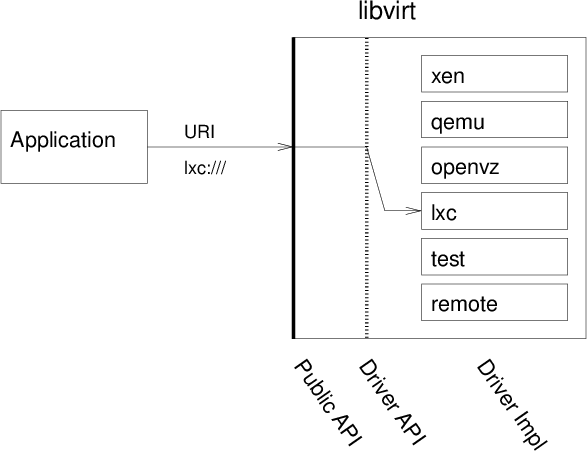 libvirt
Application
URI
lxc:///
xen
qemu
openvz
lxc
test
remote
Public API
Driver API
Driver Impl